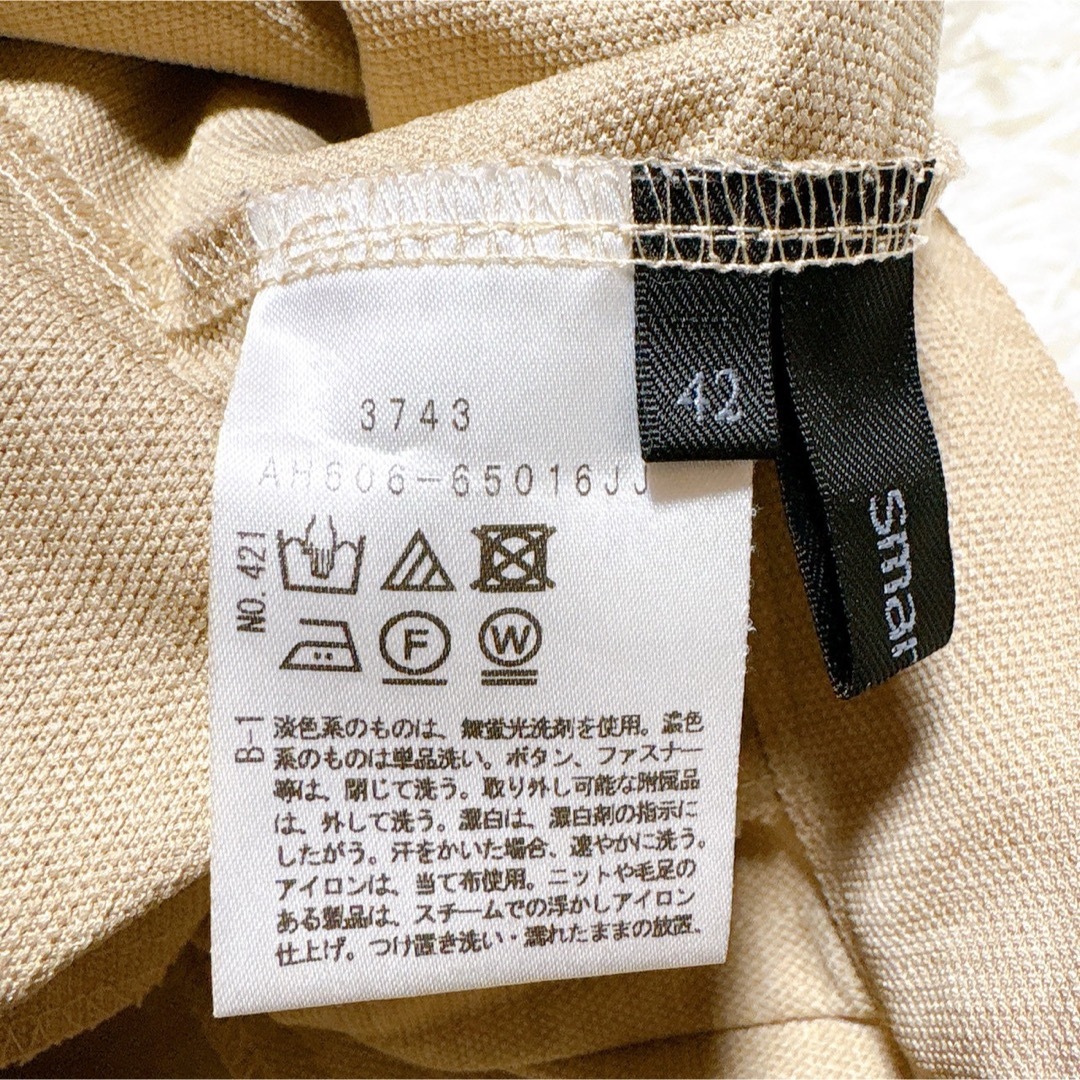 3743
AH606-65016JJ
42
smar
NO. 421
F
W
B-1
淡色系のものは、無蛍光洗剤を使用。濃色
系のものは単品洗い。ボタン、ファスナー
等は、閉じて洗う。取り外し可能な附属品
は、外して洗う。漂白は、漂白剤の指示に
したがう。汗をかいた場合、速やかに洗う。
アイロンは、当て布使用。ニットや毛足の
ある製品は、スチームでの浮かしアイロン
仕上げ。つけ置き洗い・濡れたままの放置、